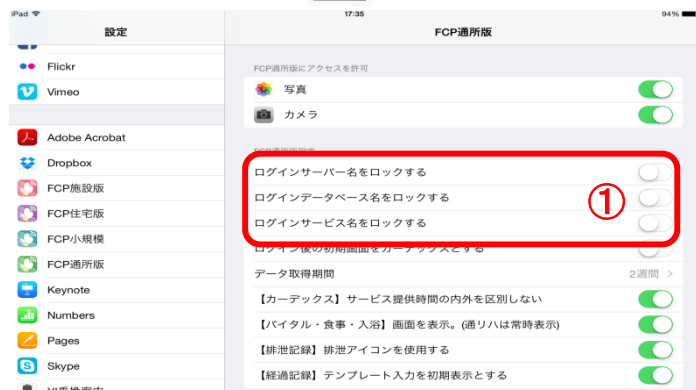 iPad 17:35 94%
設定 FCP通所版
Flickr
Vimeo
Adobe Acrobat
Dropbox
FCP施設版
FCP住宅版
FCP小規模
FCP通所版
Keynote
Numbers
Pages
Skype
FCP通所版にアクセスを許可
写真
カメラ
FCP通所版設定
ログインサーバー名をロックする
ログインデータベース名をロックする
ログインサービス名をロックする
①
ログイン後の初期画面をカーデックスとする
データ取得期間 2週間
【カーデックス】サービス提供時間の内外を区別しない
【バイタル・食事・入浴】画面を表示。(通リハは常時表示)
【排泄記録】排泄アイコンを使用する
【経過記録】テンプレート入力を初期表示とする